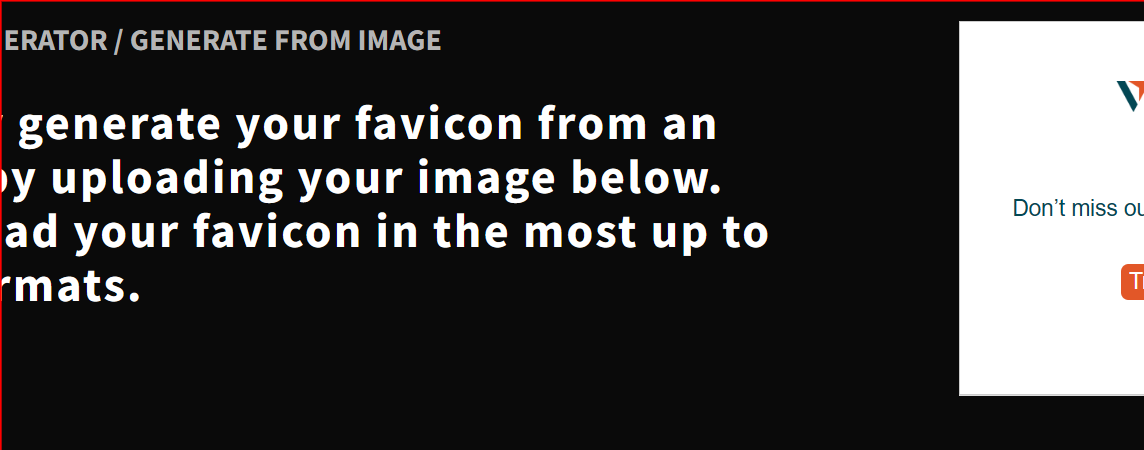 ERATOR / GENERATE FROM IMAGE
generate your favicon from an
by uploading your image below.
ad your favicon in the most up to
rmats.
Don't miss ou